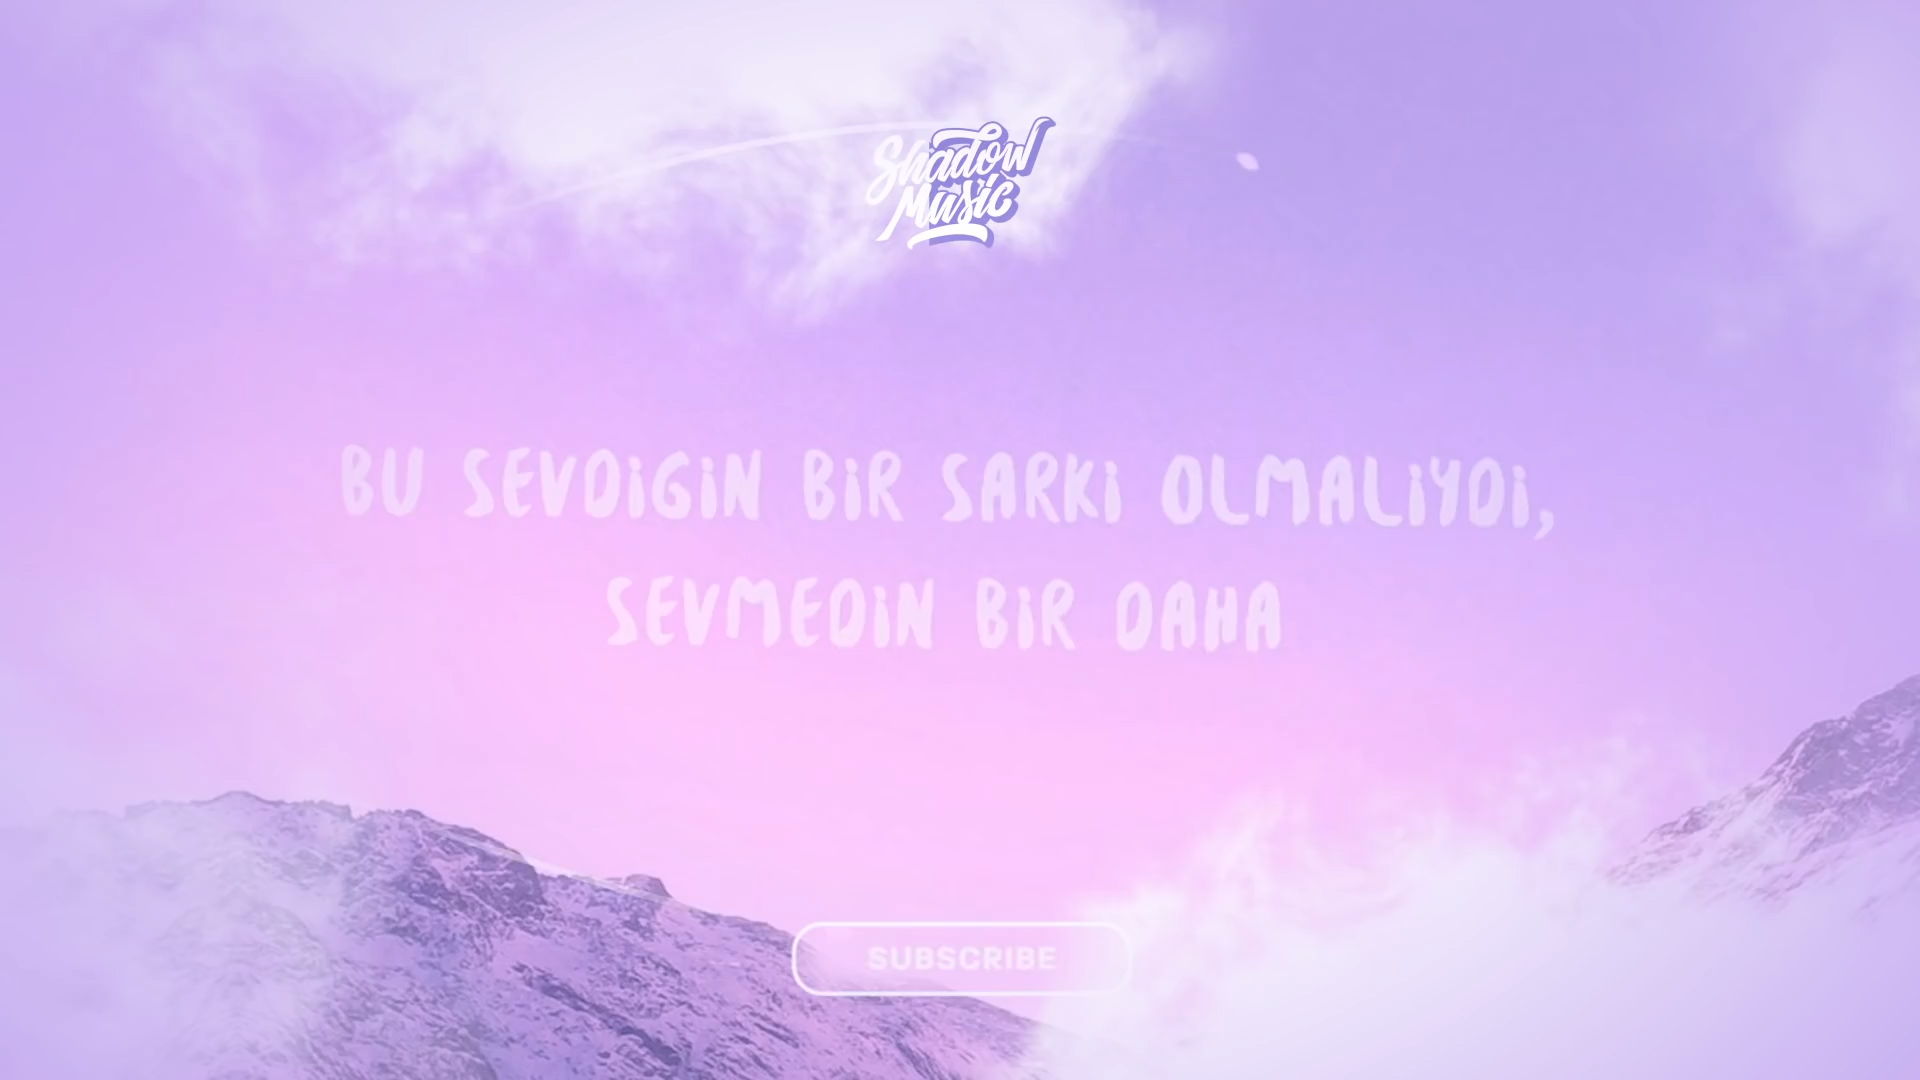 Shadow
Music
BU SEVDiGiN BiR SARKi OLMALiYDi,
SEVMEDiN BiR DAHA
SUBSCRIBE